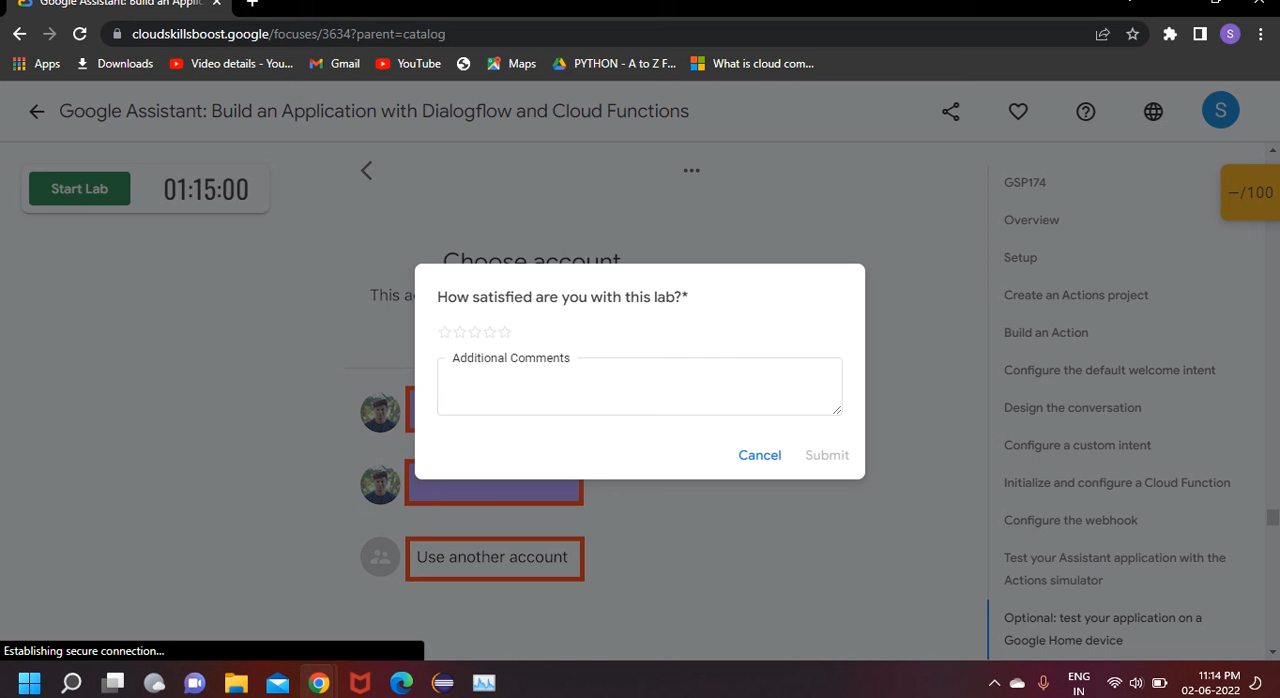 Google Assistant: Build an Applic
cloudskillsboost.google/focuses/3634?parent=catalog
S
Apps Downloads Video details - You... Gmail YouTube Maps PYTHON - A to Z F... What is cloud com...
Google Assistant: Build an Application with Dialogflow and Cloud Functions
S
Start Lab 01:15:00
--/100
GSP174
Overview
Setup
Create an Actions project
Build an Action
Configure the default welcome intent
Design the conversation
Configure a custom intent
Initialize and configure a Cloud Function
Configure the webhook
Test your Assistant application with the
Actions simulator
Optional: test your application on a
Google Home device
Choose account
This a
How satisfied are you with this lab?*
Additional Comments
Cancel Submit
Use another account
Establishing secure connection...
ENG
IN
11:14 PM
02-06-2022